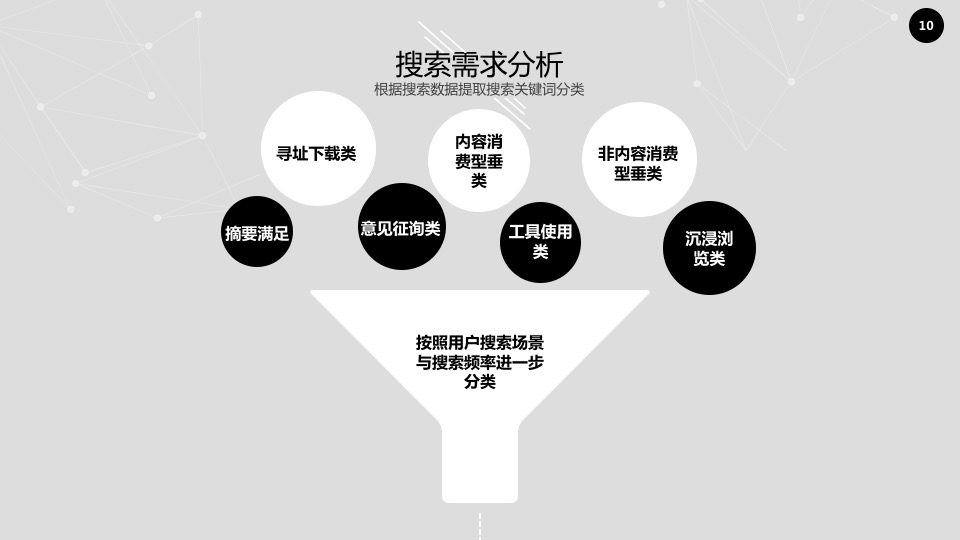 10
搜索需求分析
根据搜索数据提取搜索关键词分类
寻址下载类
内容消
费型垂
类
非内容消费
型垂类
摘要满足
意见征询类
工具使用
类
沉浸浏
览类
按照用户搜索场景
与搜索频率进一步
分类